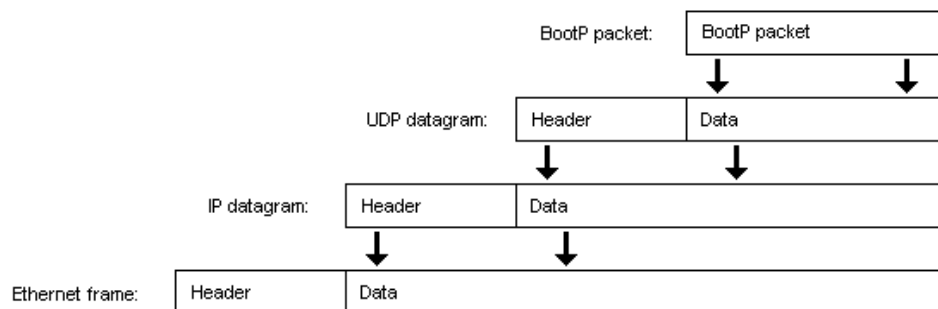 BootP packet: BootP packet
UDP datagram: Header Data
IP datagram: Header Data
Ethernet frame: Header Data